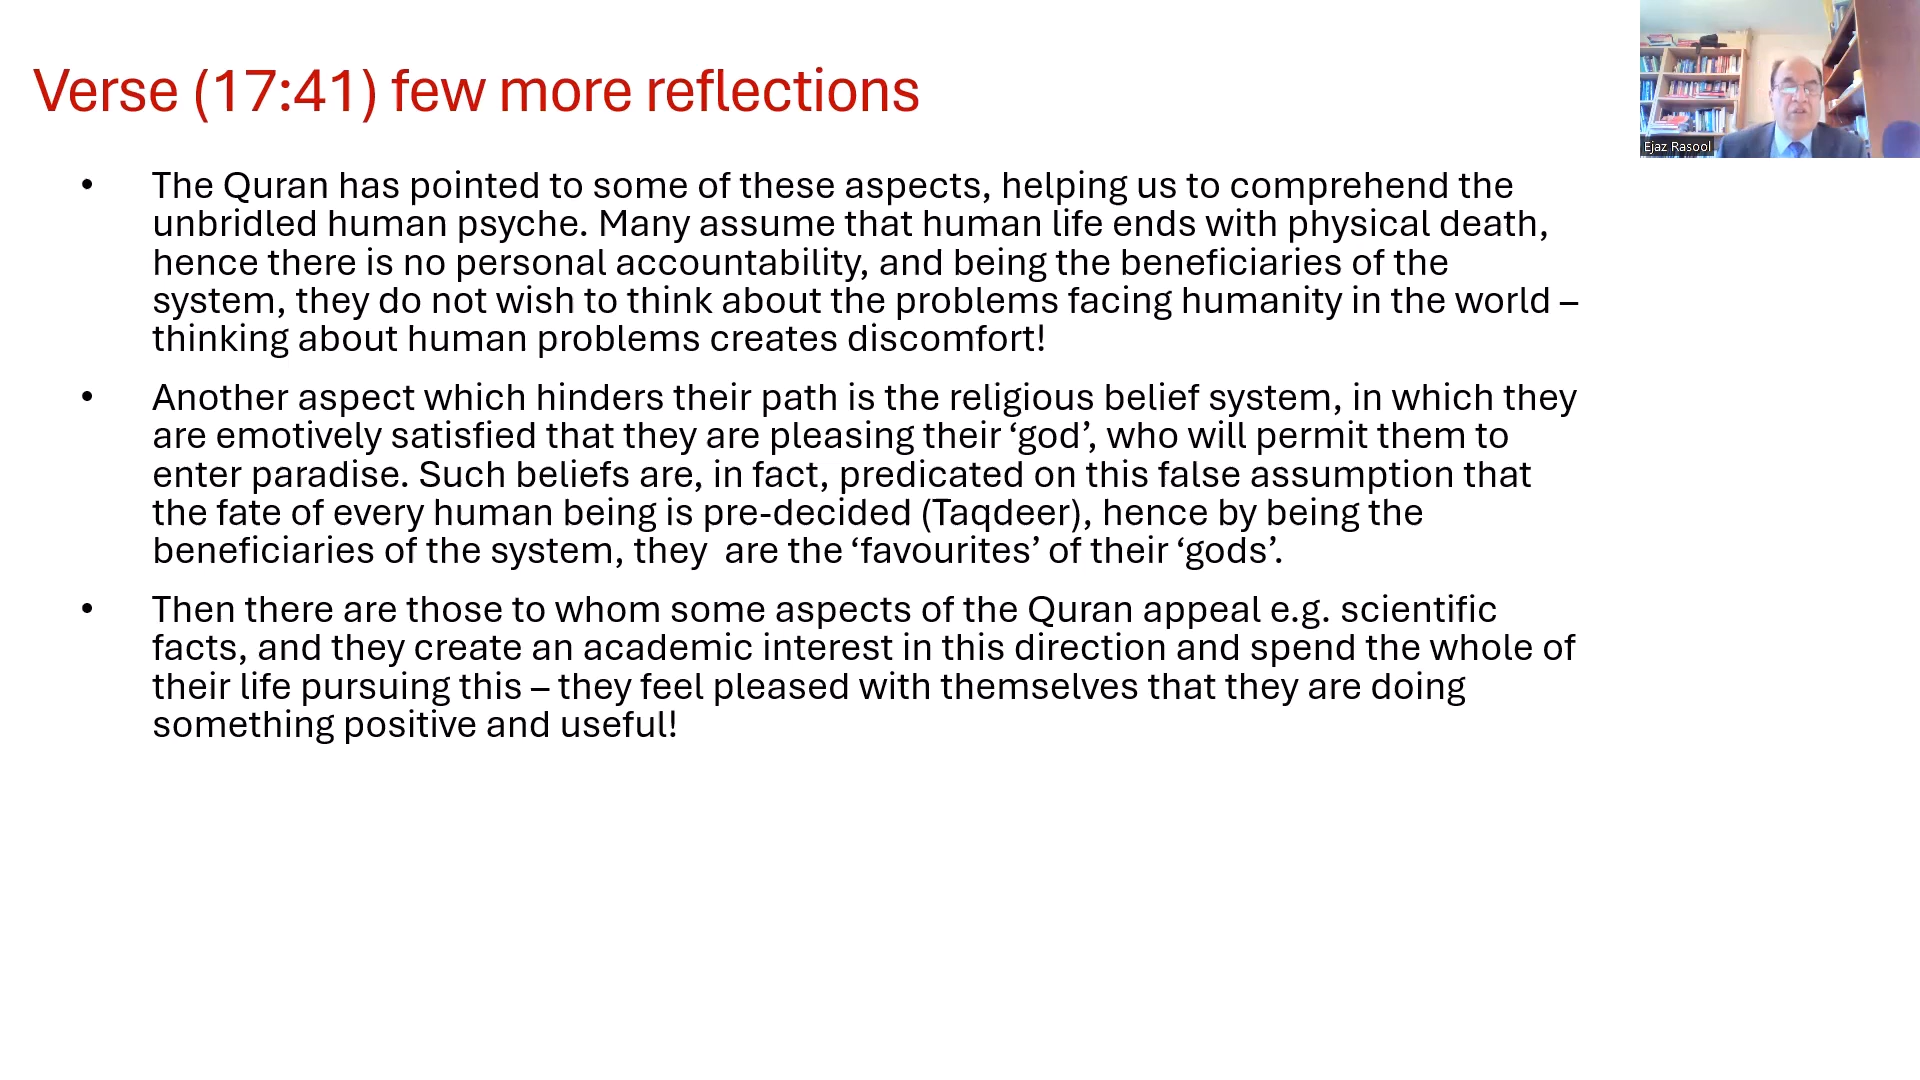 Verse (17:41) few more reflections
Ejaz Rasool
• The Quran has pointed to some of these aspects, helping us to comprehend the
unbridled human psyche. Many assume that human life ends with physical death,
hence there is no personal accountability, and being the beneficiaries of the
system, they do not wish to think about the problems facing humanity in the world –
thinking about human problems creates discomfort!
• Another aspect which hinders their path is the religious belief system, in which they
are emotively satisfied that they are pleasing their ‘god’, who will permit them to
enter paradise. Such beliefs are, in fact, predicated on this false assumption that
the fate of every human being is pre-decided (Taqdeer), hence by being the
beneficiaries of the system, they  are the ‘favourites’ of their ‘gods’.
• Then there are those to whom some aspects of the Quran appeal e.g. scientific
facts, and they create an academic interest in this direction and spend the whole of
their life pursuing this – they feel pleased with themselves that they are doing
something positive and useful!